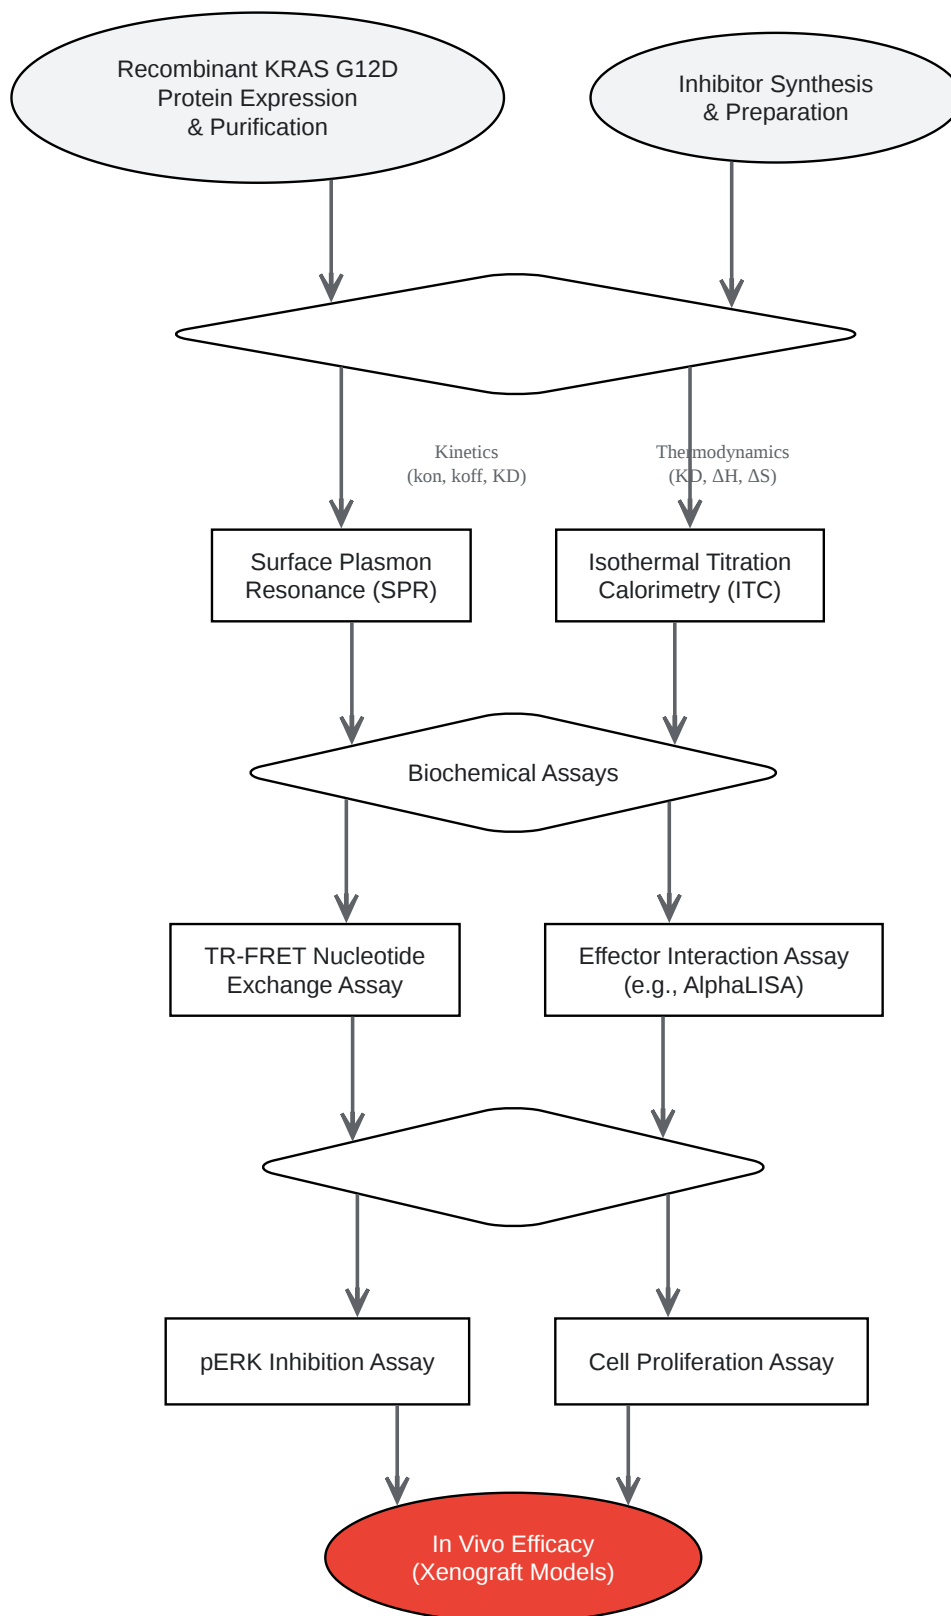 Recombinant KRAS G12D
Protein Expression
& Purification
Inhibitor Synthesis
& Preparation
Kinetics
(kon, koff, KD)
Thermodynamics
(KD, ΔH, ΔS)
Surface Plasmon
Resonance (SPR)
Isothermal Titration
Calorimetry (ITC)
Biochemical Assays
TR-FRET Nucleotide
Exchange Assay
Effector Interaction Assay
(e.g., AlphaLISA)
pERK Inhibition Assay
Cell Proliferation Assay
In Vivo Efficacy
(Xenograft Models)